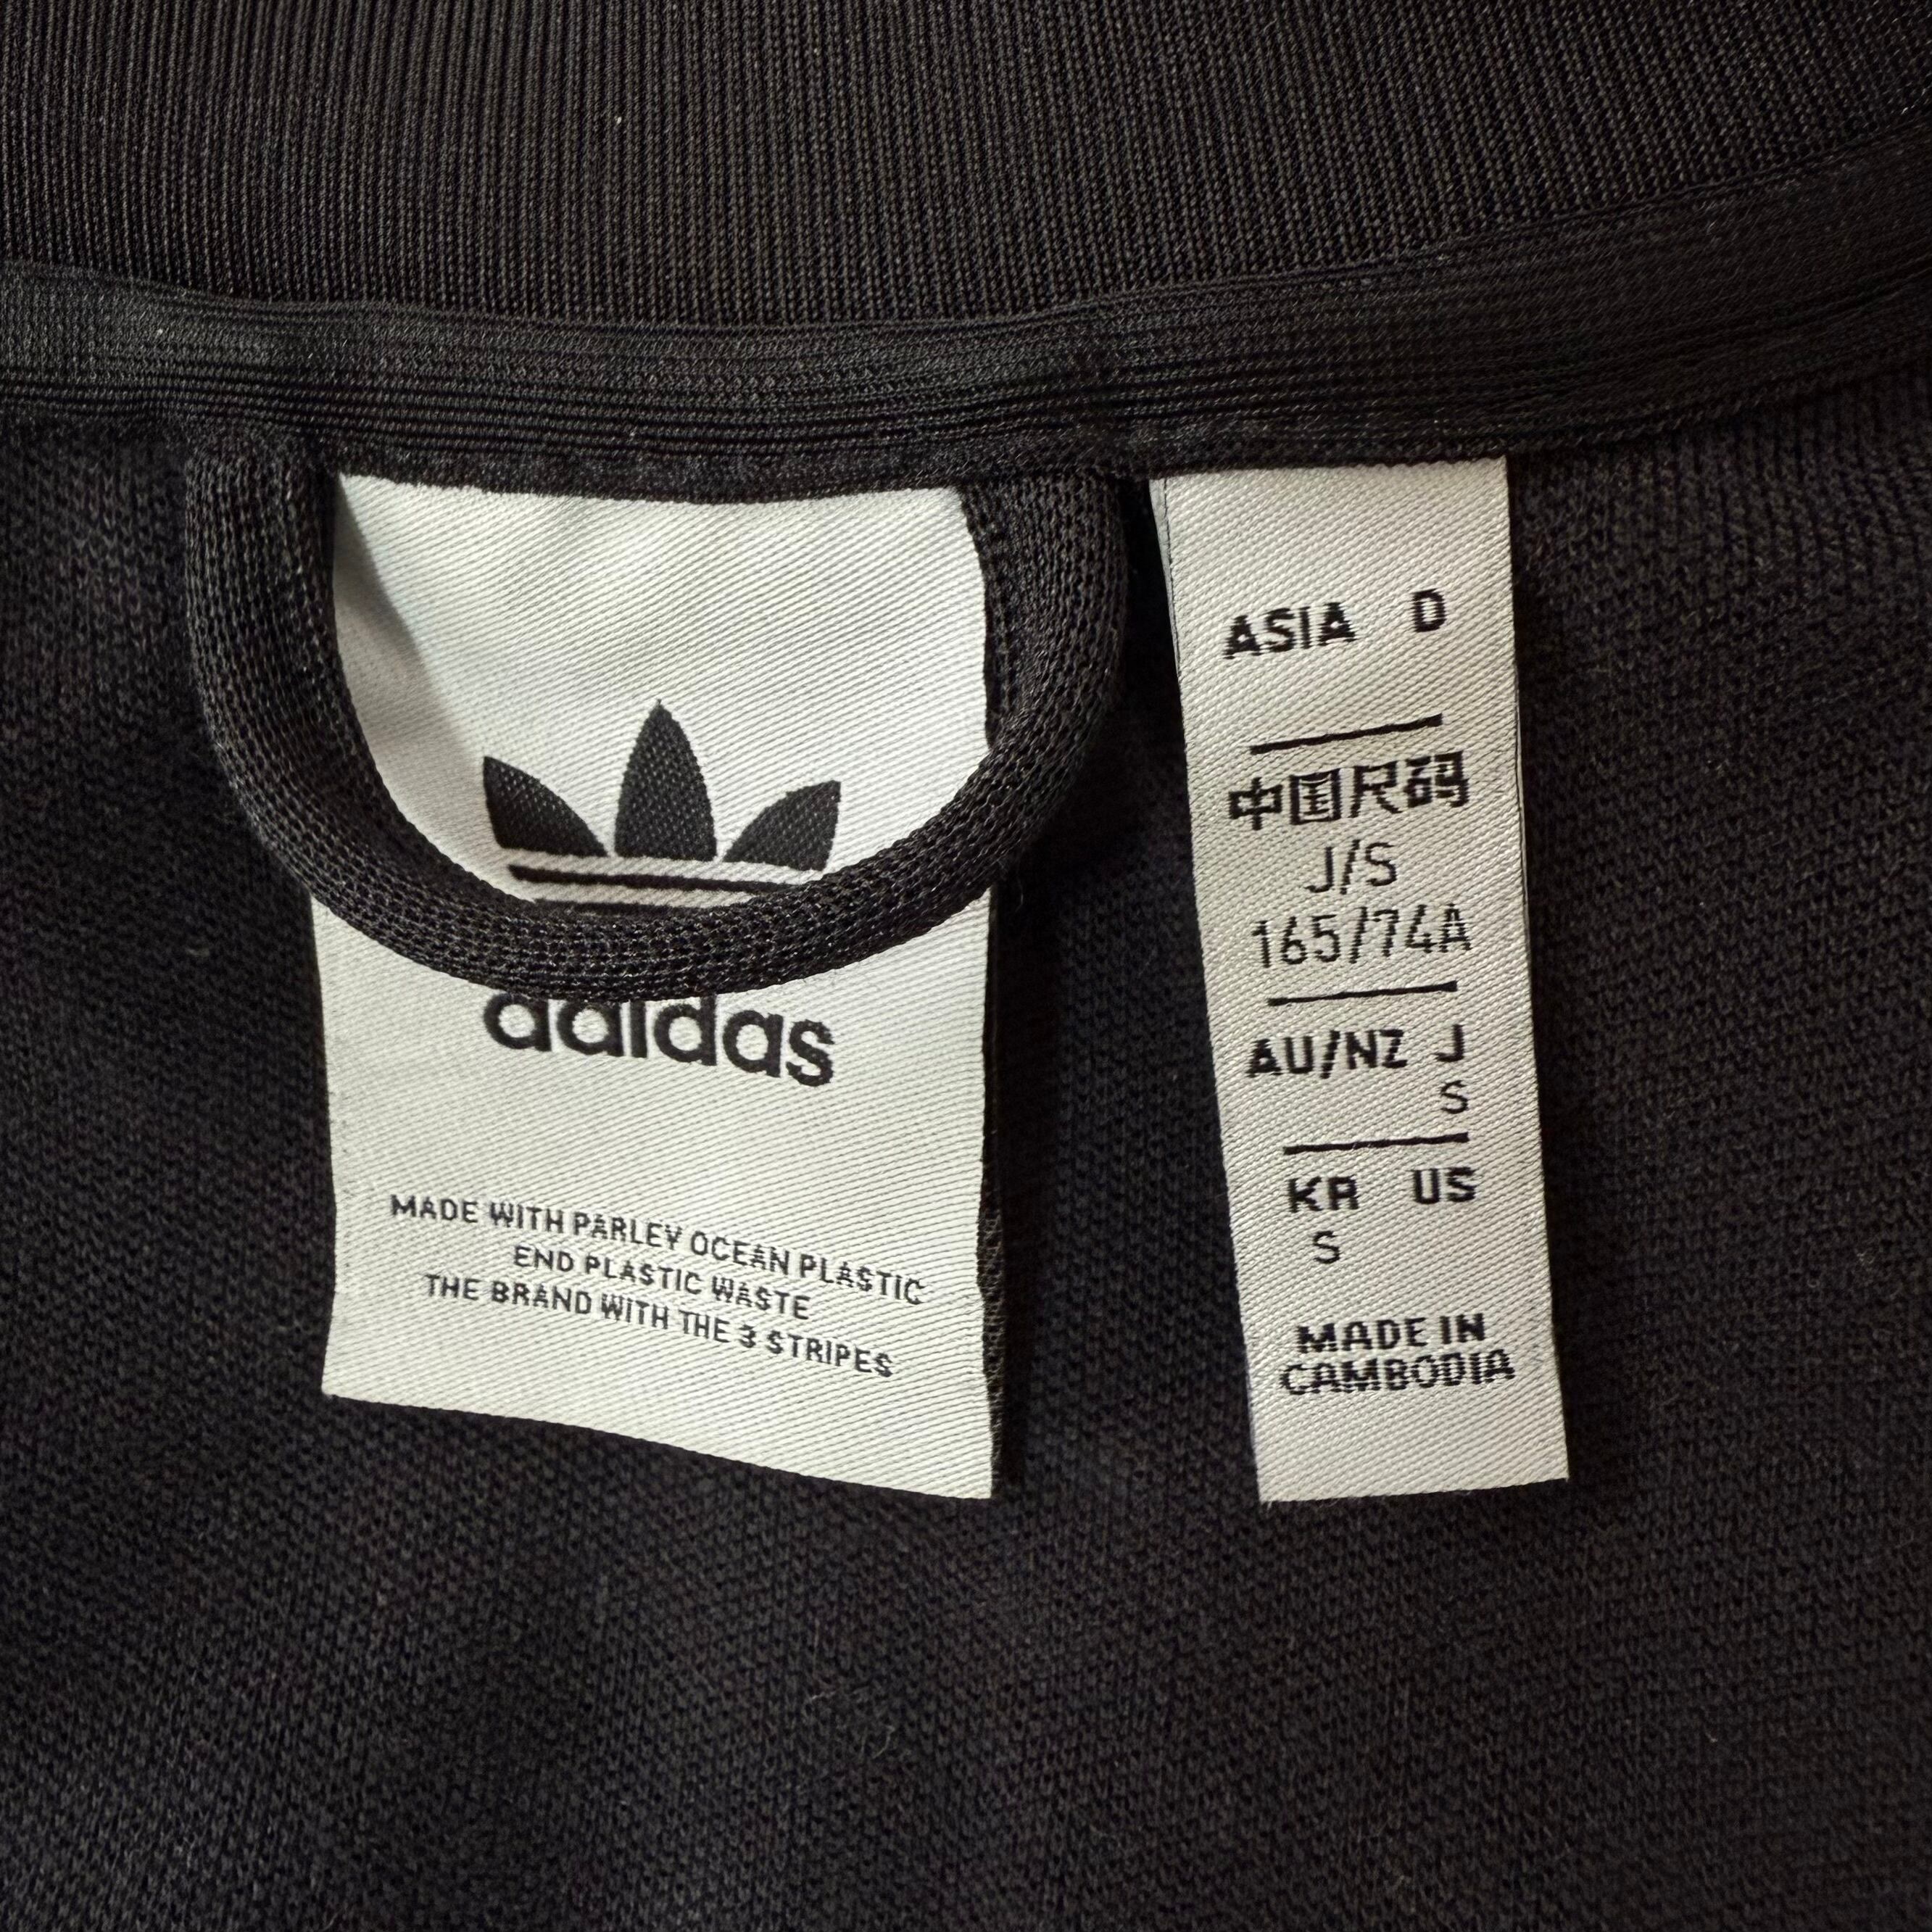 adidas
MADE WITH PARLEY OCEAN PLASTIC
END PLASTIC WASTE
THE BRAND WITH THE 3 STRIPES
ASIA D
中国尺码
J/S
165/74A
AU/NZ J
S
KR US
S
MADE IN
CAMBODIA